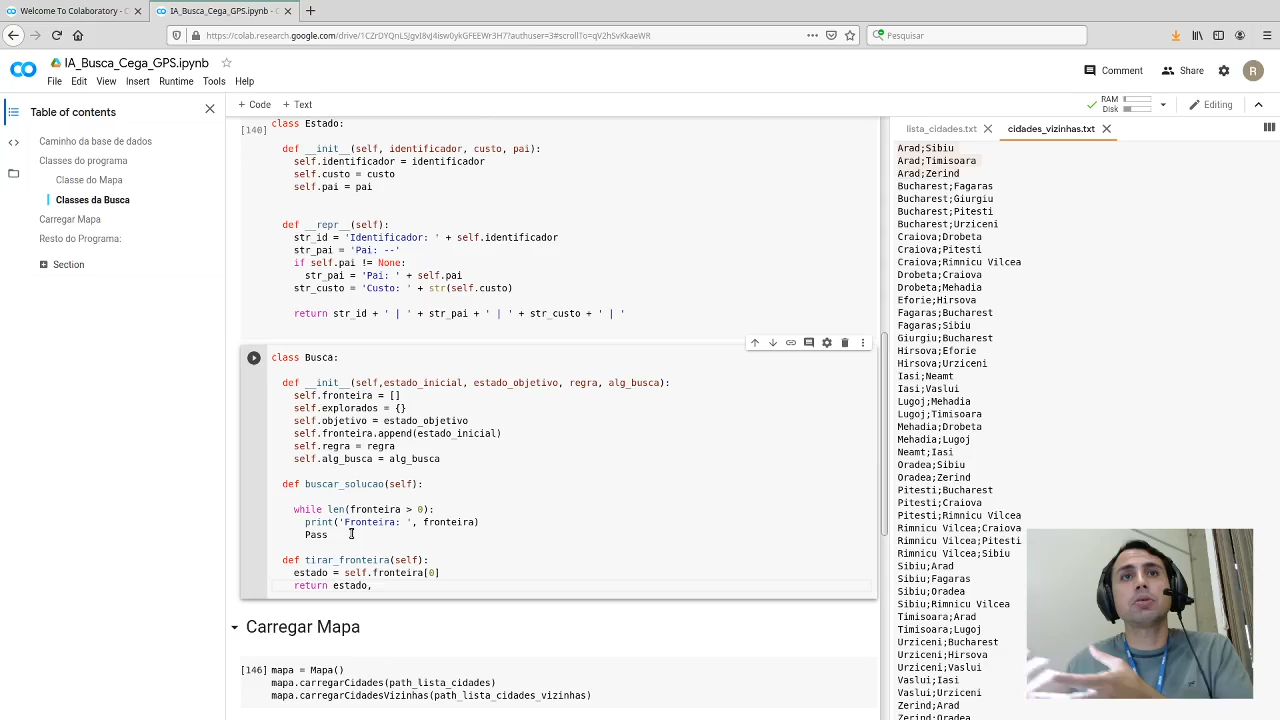 Welcome To Colaboratory - C
IA_Busca_Cega_GPS.ipynb - C
https://colab.research.google.com/drive/1CZrDYQnLSJgvI8vJ4isw0ykGFEEWr3H7?authuser=3#scrollTo=qV2hSvKkaeWR
Pesquisar
IA_Busca_Cega_GPS.ipynb
File Edit View Insert Runtime Tools Help
Comment
Share
R
Table of contents
+ Code + Text
RAM
Disk
Editing
Caminho da base de dados
Classes do programa
Classe do Mapa
Classes da Busca
Carregar Mapa
Resto do Programa:
Section
[140]
class Estado:
def __init__(self, identificador, custo, pai):
self.identificador = identificador
self.custo = custo
self.pai = pai
def __repr__(self):
str_id = 'Identificador: ' + self.identificador
str_pai = 'Pai: --'
if self.pai != None:
str_pai = 'Pai: ' + self.pai
str_custo = 'Custo: ' + str(self.custo)
return str_id + ' | ' + str_pai + ' | ' + str_custo + ' | '
class Busca:
def __init__(self,estado_inicial, estado_objetivo, regra, alg_busca):
self.fronteira = []
self.explorados = {}
self.objetivo = estado_objetivo
self.fronteira.append(estado_inicial)
self.regra = regra
self.alg_busca = alg_busca
def buscar_solucao(self):
while len(fronteira > 0):
print('Fronteira: ', fronteira)
Pass
def tirar_fronteira(self):
estado = self.fronteira[0]
return estado,
Carregar Mapa
[146] mapa = Mapa()
mapa.carregarCidades(path_lista_cidades)
mapa.carregarCidadesVizinhas(path_lista_cidades_vizinhas)
lista_cidades.txt
cidades_vizinhas.txt
Arad;Sibiu
Arad;Timisoara
Arad;Zerind
Bucharest;Fagaras
Bucharest;Giurgiu
Bucharest;Pitesti
Bucharest;Urziceni
Craiova;Drobeta
Craiova;Pitesti
Craiova;Rimnicu Vilcea
Drobeta;Craiova
Drobeta;Mehadia
Eforie;Hirsova
Fagaras;Bucharest
Fagaras;Sibiu
Giurgiu;Bucharest
Hirsova;Eforie
Hirsova;Urziceni
Iasi;Neamt
Iasi;Vaslui
Lugoj;Mehadia
Lugoj;Timisoara
Mehadia;Drobeta
Mehadia;Lugoj
Neamt;Iasi
Oradea;Sibiu
Oradea;Zerind
Pitesti;Bucharest
Pitesti;Craiova
Pitesti;Rimnicu Vilcea
Rimnicu Vilcea;Craiova
Rimnicu Vilcea;Pitesti
Rimnicu Vilcea;Sibiu
Sibiu;Arad
Sibiu;Fagaras
Sibiu;Oradea
Sibiu;Rimnicu Vilcea
Timisoara;Arad
Timisoara;Lugoj
Urziceni;Bucharest
Urziceni;Hirsova
Urziceni;Vaslui
Vaslui;Iasi
Vaslui;Urziceni
Zerind;Arad
Zerind;Oradea